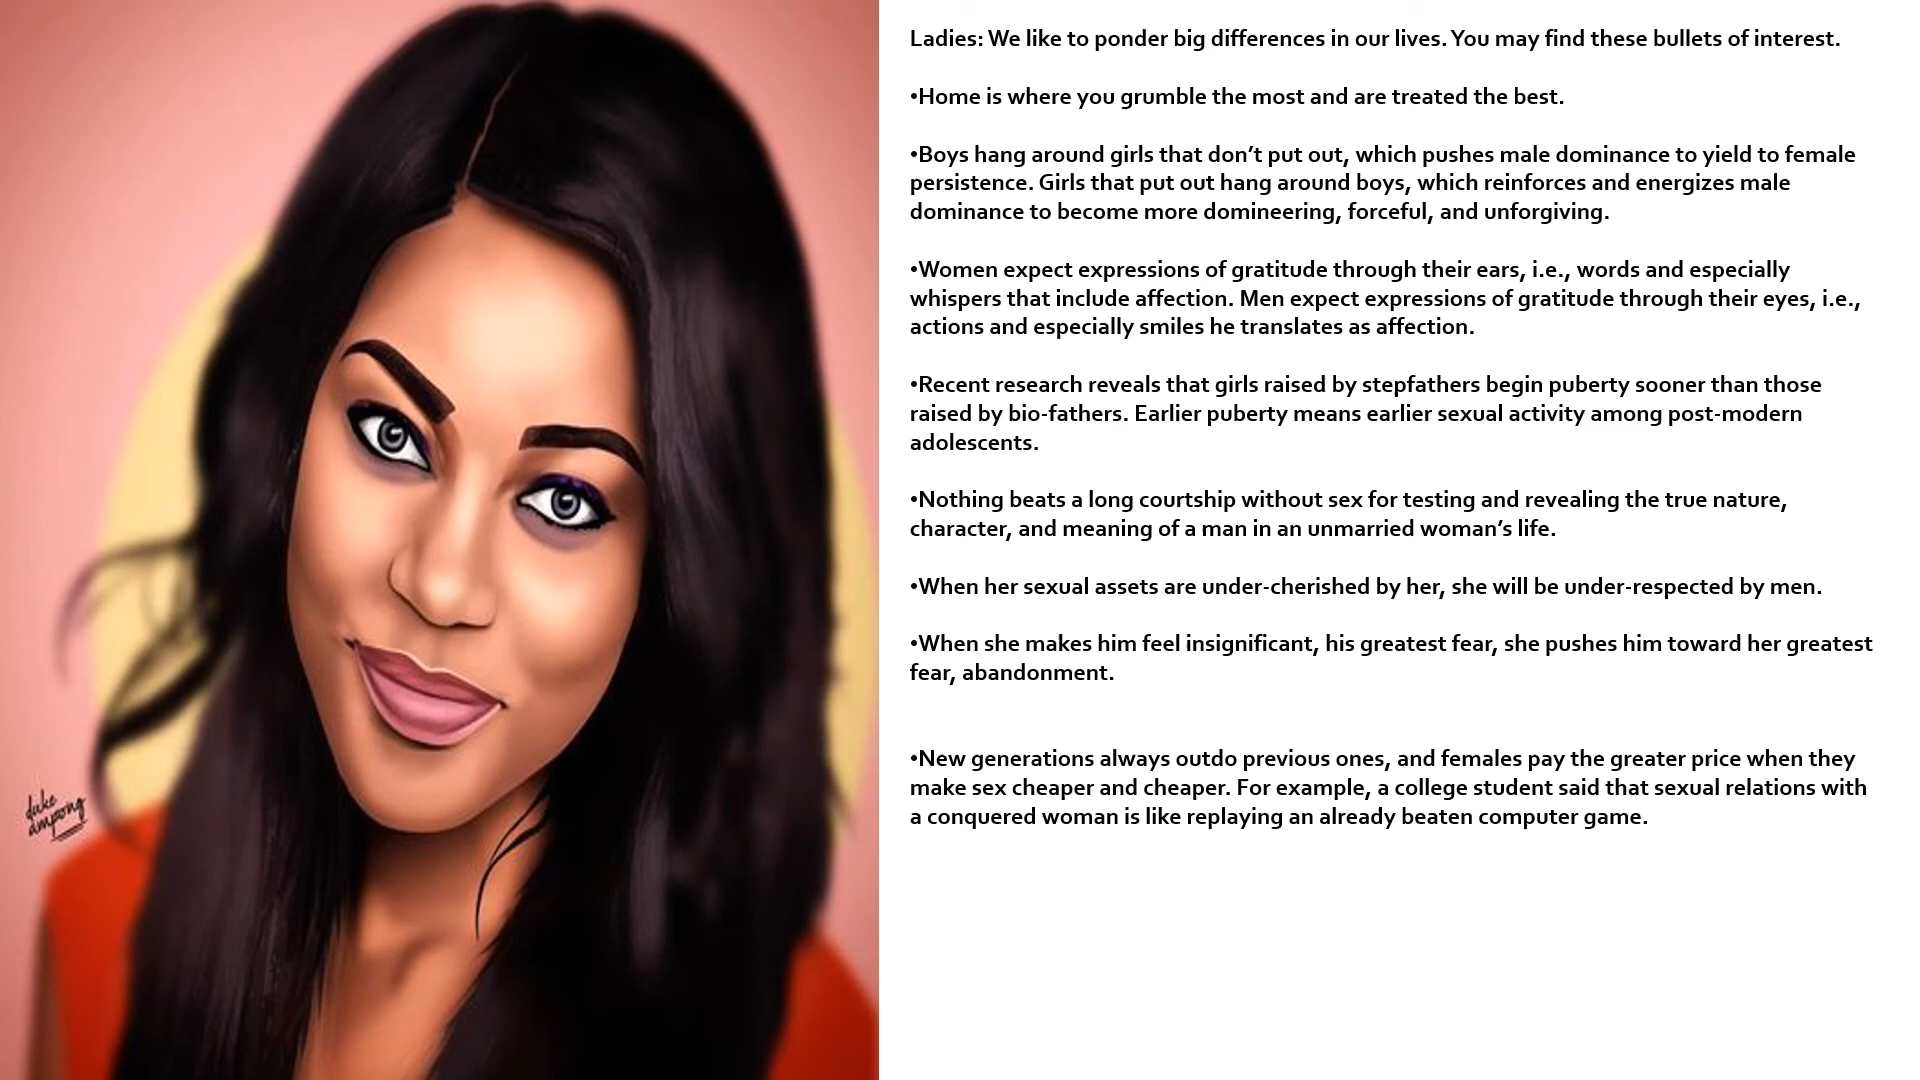 Ladies: We like to ponder big differences in our lives. You may find these bullets of interest.
•Home is where you grumble the most and are treated the best.
•Boys hang around girls that don’t put out, which pushes male dominance to yield to female
persistence. Girls that put out hang around boys, which reinforces and energizes male
dominance to become more domineering, forceful, and unforgiving.
•Women expect expressions of gratitude through their ears, i.e., words and especially
whispers that include affection. Men expect expressions of gratitude through their eyes, i.e.,
actions and especially smiles he translates as affection.
•Recent research reveals that girls raised by stepfathers begin puberty sooner than those
raised by bio-fathers. Earlier puberty means earlier sexual activity among post-modern
adolescents.
•Nothing beats a long courtship without sex for testing and revealing the true nature,
character, and meaning of a man in an unmarried woman’s life.
•When her sexual assets are under-cherished by her, she will be under-respected by men.
•When she makes him feel insignificant, his greatest fear, she pushes him toward her greatest
fear, abandonment.
•New generations always outdo previous ones, and females pay the greater price when they
make sex cheaper and cheaper. For example, a college student said that sexual relations with
a conquered woman is like replaying an already beaten computer game.
duke
ampong